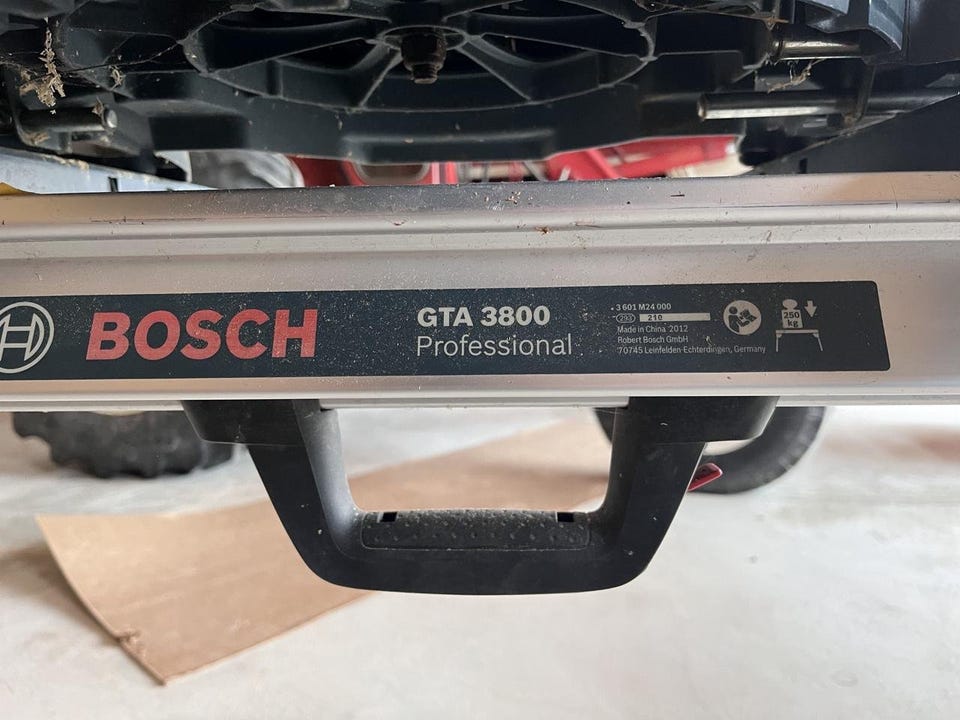 BOSCH
GTA 3800
Professional
3 601 M24 000
293 210
Made in China 2012
Robert Bosch GmbH
70745 Leinfelden-Echterdingen, Germany
250
kg